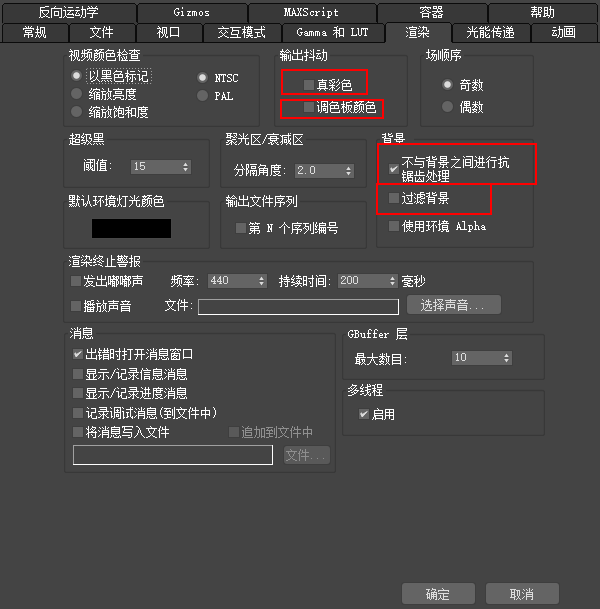 反向运动学 Gizmos MAXScript 容器 帮助
常规 文件 视口 交互模式 Gamma 和 LUT 渲染 光能传递 动画
视频颜色检查 输出抖动 场顺序
以黑色标记 NTSC 真彩色 奇数
缩放亮度 PAL 调色板颜色 偶数
缩放饱和度
超级黑 聚光区/衰减区 背景
阈值: 15 分隔角度: 2.0 不与背景之间进行抗
锯齿处理
默认环境灯光颜色 输出文件序列 过滤背景
第 N 个序列编号 使用环境 Alpha
渲染终止警报
发出嘟嘟声 频率: 440 持续时间: 200 毫秒
播放声音 文件: 选择声音...
消息 GBuffer 层
出错时打开消息窗口 最大数目: 10
显示/记录信息消息
显示/记录进度消息 多线程
记录调试消息(到文件中) 启用
将消息写入文件 追加到文件中
文件...
确定 取消